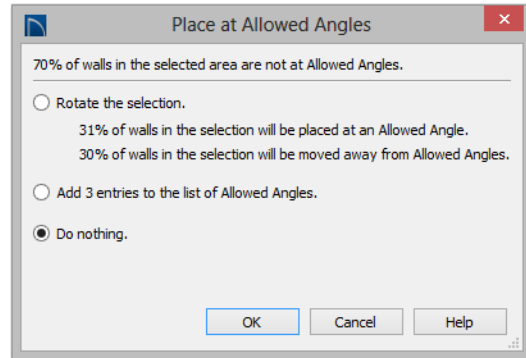 Place at Allowed Angles
70% of walls in the selected area are not at Allowed Angles.
Rotate the selection.
31% of walls in the selection will be placed at an Allowed Angle.
30% of walls in the selection will be moved away from Allowed Angles.
Add 3 entries to the list of Allowed Angles.
Do nothing.
OK Cancel Help